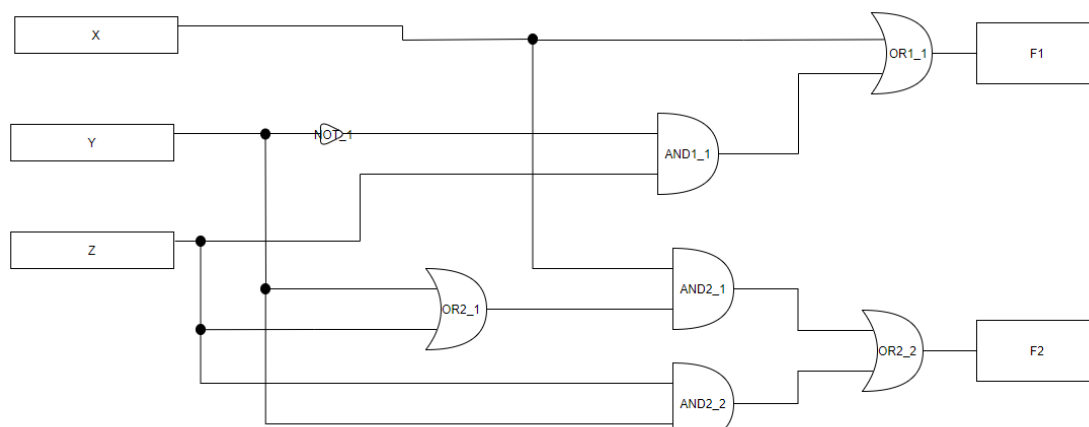 X
OR1_1
F1
Y
NOT_1
AND1_1
Z
AND2_1
OR2_1
OR2_2
F2
AND2_2